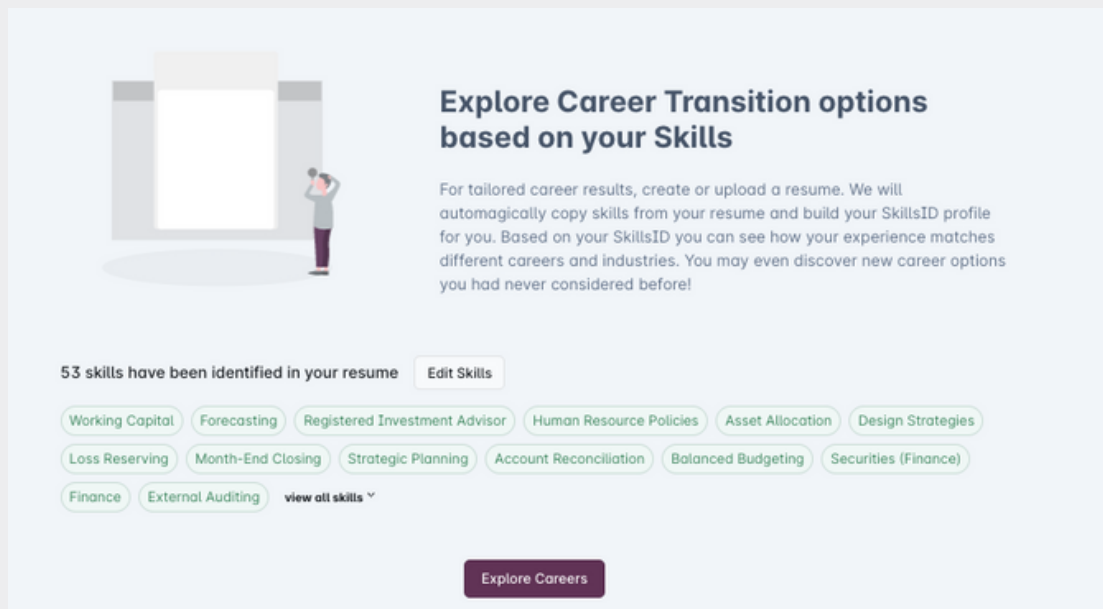 Explore Career Transition options
based on your Skills
For tailored career results, create or upload a resume. We will
automagically copy skills from your resume and build your SkillsID profile
for you. Based on your SkillsID you can see how your experience matches
different careers and industries. You may even discover new career options
you had never considered before!
53 skills have been identified in your resume Edit Skills
Working Capital Forecasting Registered Investment Advisor Human Resource Policies Asset Allocation Design Strategies
Loss Reserving Month-End Closing Strategic Planning Account Reconciliation Balanced Budgeting Securities (Finance)
Finance External Auditing view all skills
Explore Careers